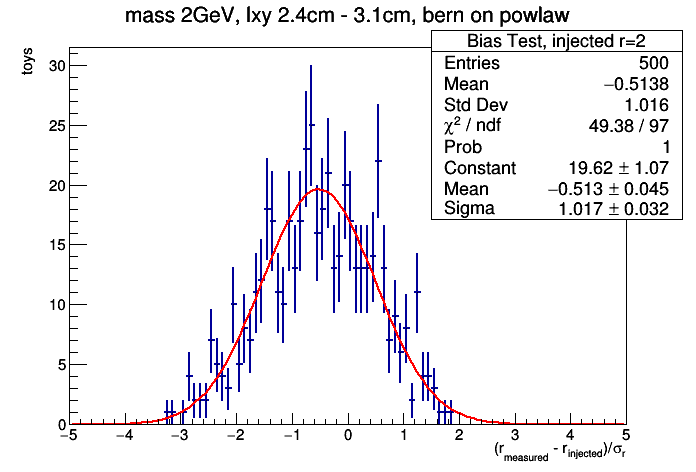 mass 2GeV, lxy 2.4cm - 3.1cm, bern on powlaw
Bias Test, injected r=2
Entries 500
Mean −0.5138
Std Dev 1.016
χ² / ndf 49.38 / 97
Prob 1
Constant 19.62 ± 1.07
Mean −0.513 ± 0.045
Sigma 1.017 ± 0.032
toys
30
25
20
15
10
5
0
−5 −4 −3 −2 −1 0 1 2 3 4 5
(r_measured - r_injected)/σ_r